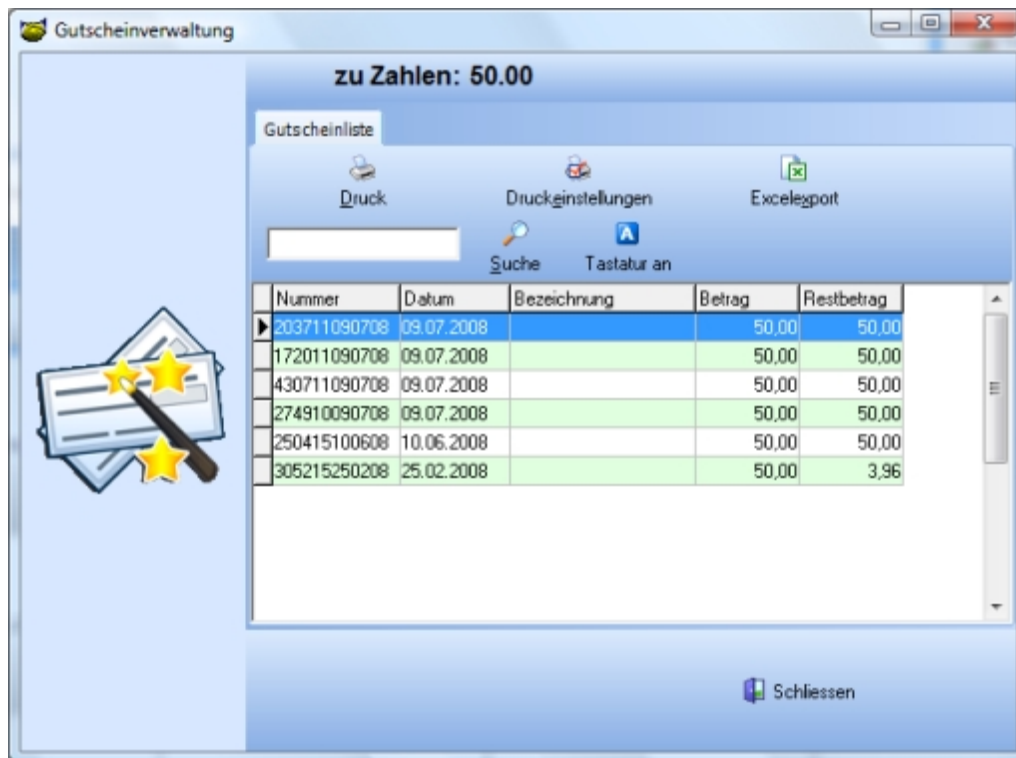 Gutscheinverwaltung
zu Zahlen: 50.00
Gutscheinliste
Druck Druckeinstellungen Excelexport
Suche Tastatur an
Nummer Datum Bezeichnung Betrag Restbetrag
203711090708 09.07.2008 50,00 50,00
172011090708 09.07.2008 50,00 50,00
430711090708 09.07.2008 50,00 50,00
274910090708 09.07.2008 50,00 50,00
250415100608 10.06.2008 50,00 50,00
305215250208 25.02.2008 50,00 3,96
Schliessen